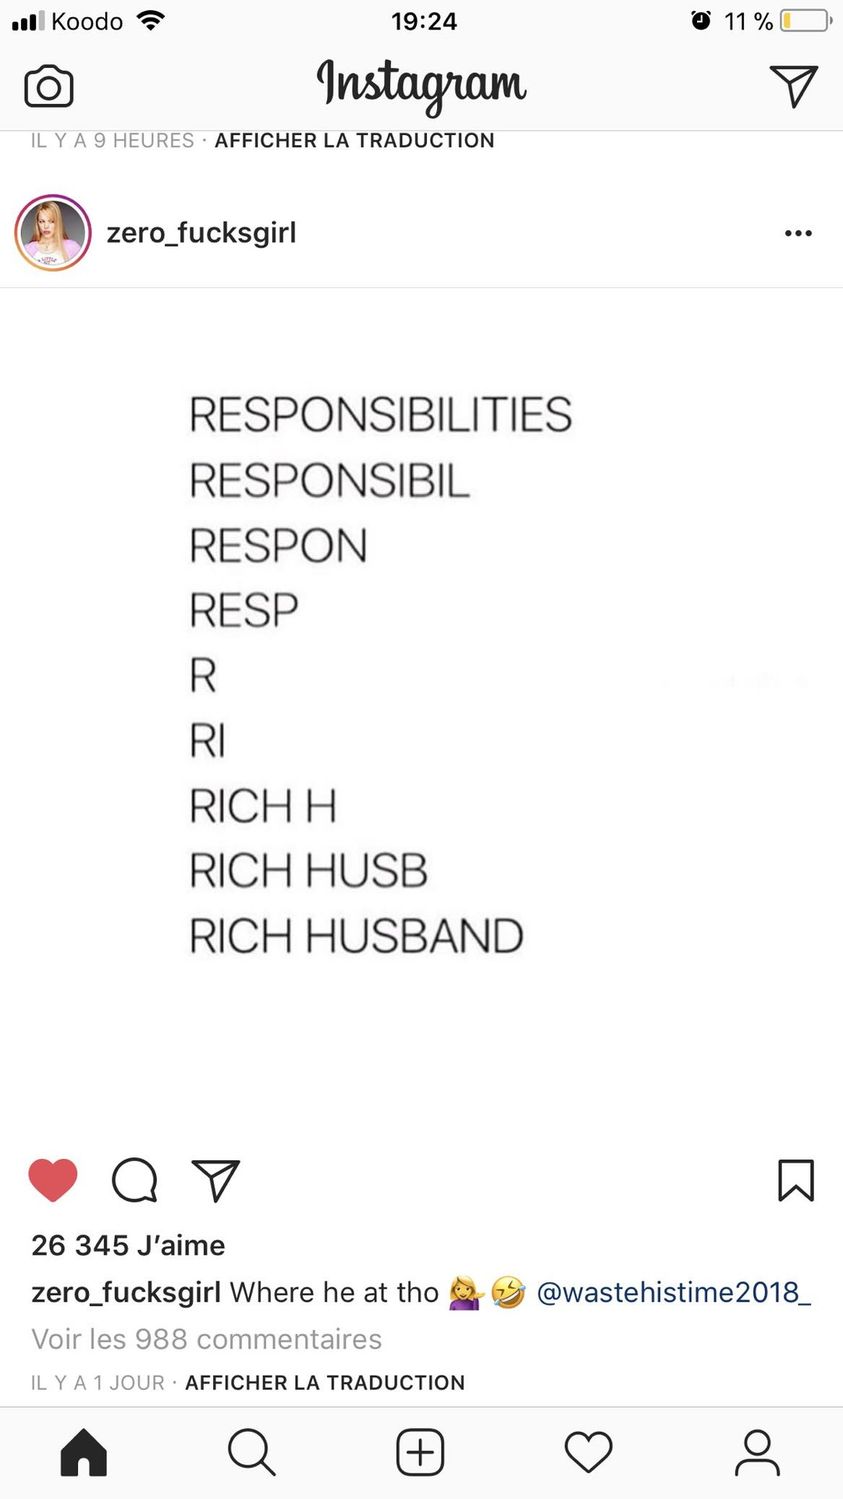 Koodo 19:24 11 %
Instagram
IL Y A 9 HEURES · AFFICHER LA TRADUCTION
zero_fucksgirl
RESPONSIBILITIES
RESPONSIBIL
RESPON
RESP
R
RI
RICH H
RICH HUSB
RICH HUSBAND
26 345 J’aime
zero_fucksgirl Where he at tho 💁‍♀️🤣 @wastehistime2018_
Voir les 988 commentaires
IL Y A 1 JOUR · AFFICHER LA TRADUCTION